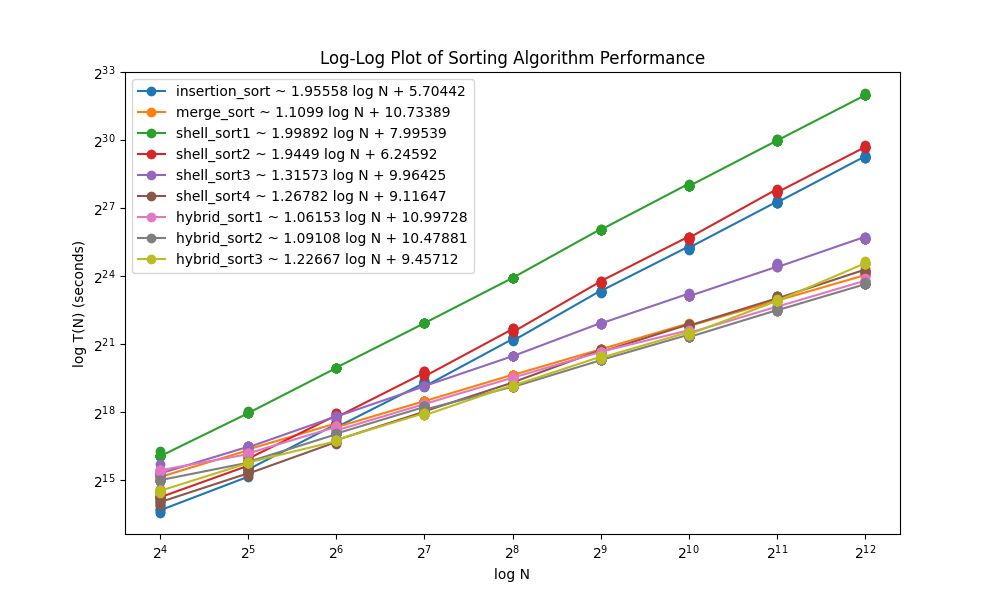 Log-Log Plot of Sorting Algorithm Performance
log T(N) (seconds)
2^33
2^30
2^27
2^24
2^21
2^18
2^15
insertion_sort ~ 1.95558 log N + 5.70442
merge_sort ~ 1.1099 log N + 10.73389
shell_sort1 ~ 1.99892 log N + 7.99539
shell_sort2 ~ 1.9449 log N + 6.24592
shell_sort3 ~ 1.31573 log N + 9.96425
shell_sort4 ~ 1.26782 log N + 9.11647
hybrid_sort1 ~ 1.06153 log N + 10.99728
hybrid_sort2 ~ 1.09108 log N + 10.47881
hybrid_sort3 ~ 1.22667 log N + 9.45712
2^4 2^5 2^6 2^7 2^8 2^9 2^10 2^11 2^12
log N